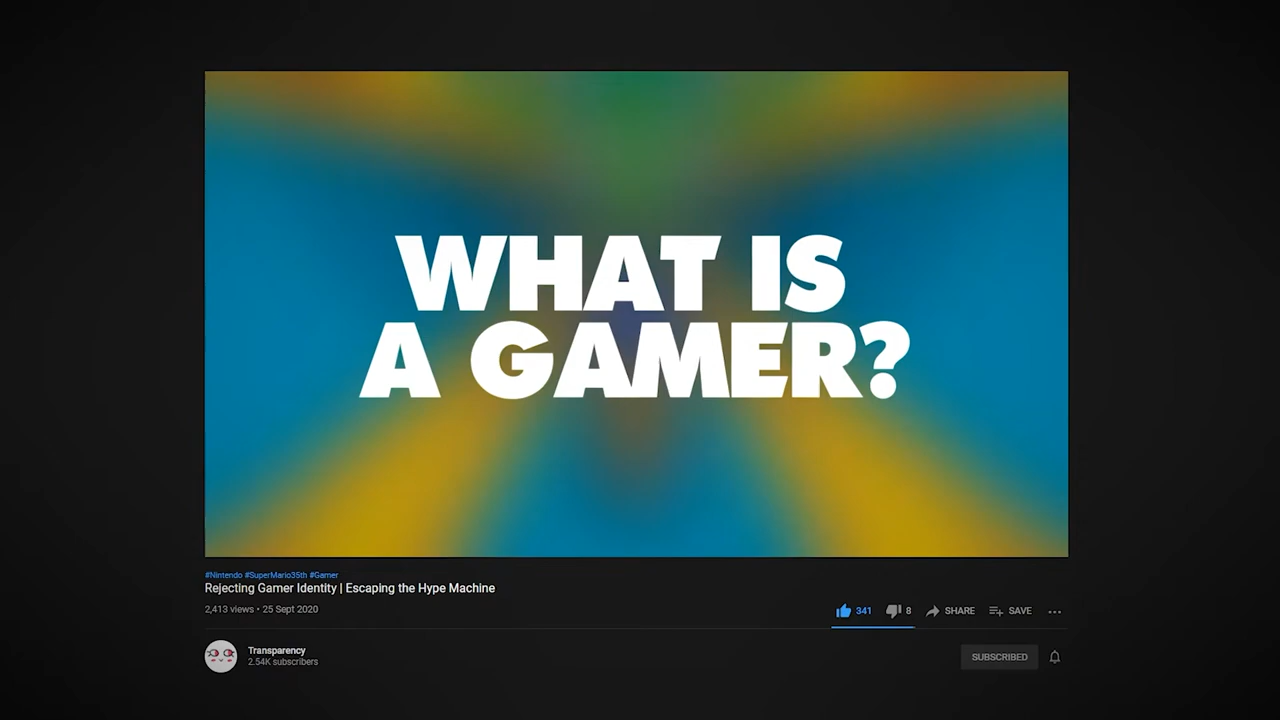 WHAT IS
A GAMER?
#Nintendo #SuperMario35th #Gamer
Rejecting Gamer Identity | Escaping the Hype Machine
2,413 views • 25 Sept 2020
341 8 SHARE SAVE
Transparency
2.54K subscribers
SUBSCRIBED